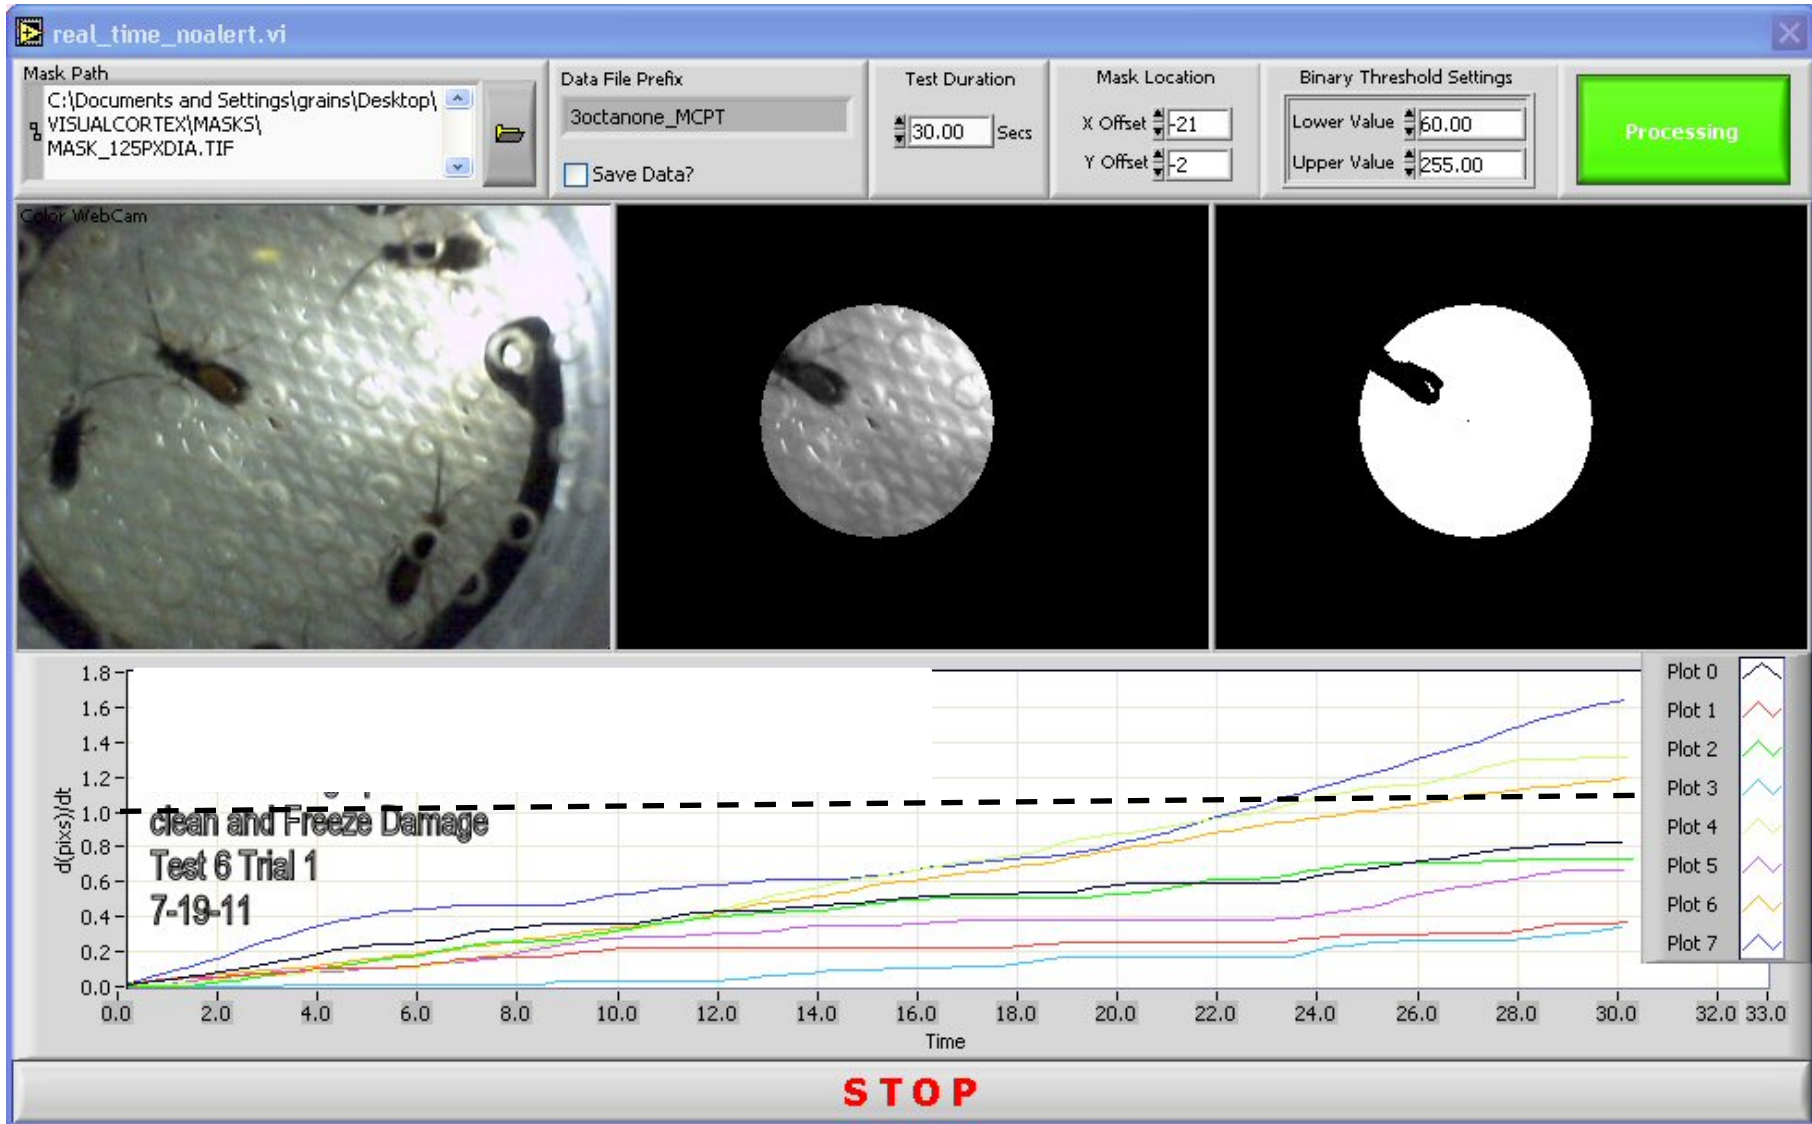 real_time_noalert.vi
Mask Path
C:\Documents and Settings\grains\Desktop\
VISUALCORTEX\MASKS\
MASK_125PXDIA.TIF
Data File Prefix
3octanone_MCPT
Save Data?
Test Duration
30.00 Secs
Mask Location
X Offset -21
Y Offset -2
Binary Threshold Settings
Lower Value 60.00
Upper Value 255.00
Processing
Color WebCam
d(pixs)/dt
1.8
1.6
1.4
1.2
1.0
0.8
0.6
0.4
0.2
0.0
clean and Freeze Damage
Test 6 Trial 1
7-19-11
0.0 2.0 4.0 6.0 8.0 10.0 12.0 14.0 16.0 18.0 20.0 22.0 24.0 26.0 28.0 30.0 32.0 33.0
Time
Plot 0
Plot 1
Plot 2
Plot 3
Plot 4
Plot 5
Plot 6
Plot 7
STOP